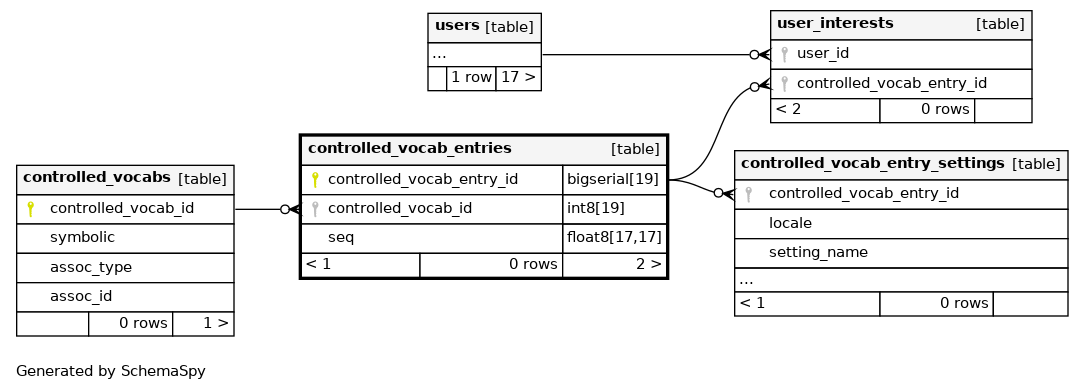 users [table]
...
1 row 17 >
user_interests [table]
user_id
controlled_vocab_entry_id
< 2 0 rows
controlled_vocab_entries [table]
controlled_vocab_entry_id bigserial[19]
controlled_vocab_id int8[19]
seq float8[17,17]
< 1 0 rows 2 >
controlled_vocab_entry_settings [table]
controlled_vocab_entry_id
locale
setting_name
...
< 1 0 rows
controlled_vocabs [table]
controlled_vocab_id
symbolic
assoc_type
assoc_id
0 rows 1 >
Generated by SchemaSpy